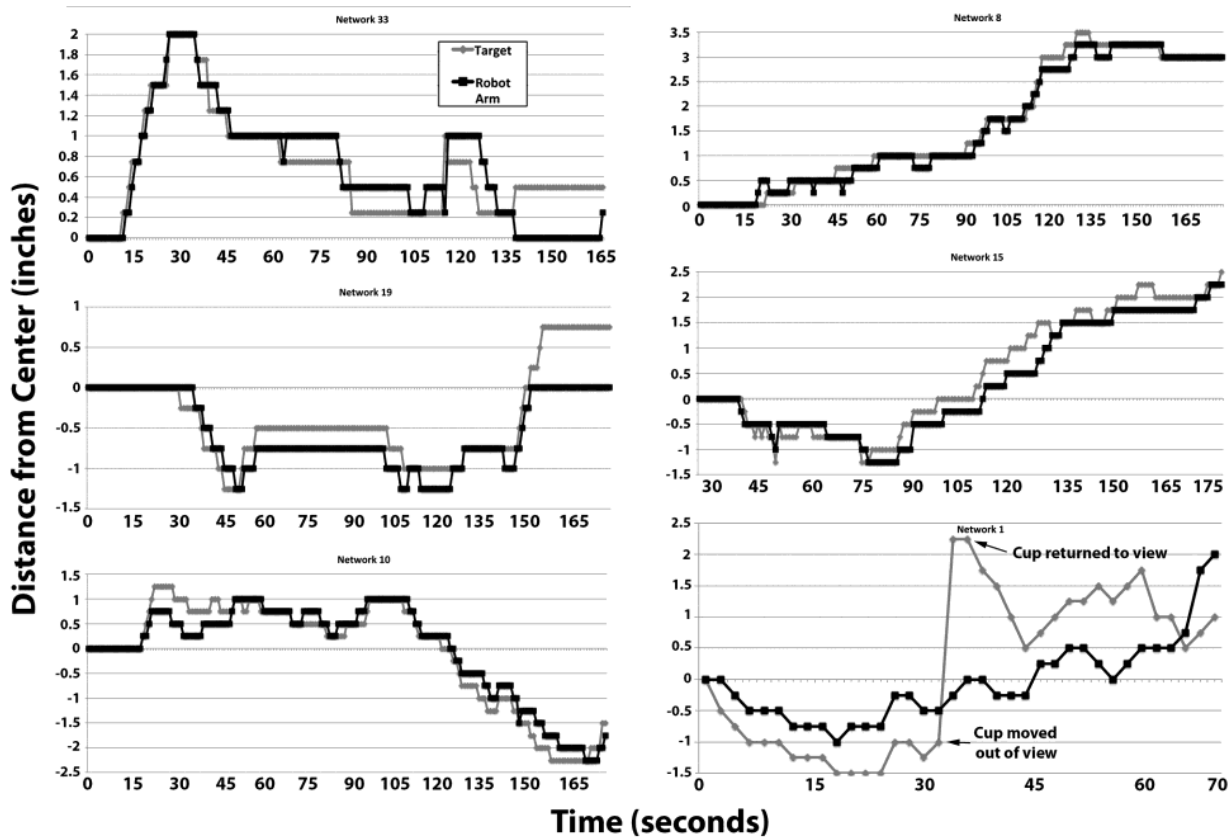 Distance from Center (inches)
Network 33
Target
Robot
Arm
2
1.8
1.6
1.4
1.2
1
0.8
0.6
0.4
0.2
0
0 15 30 45 60 75 90 105 120 135 150 165
Network 8
3.5
3
2.5
2
1.5
1
0.5
0
0 15 30 45 60 75 90 105 120 135 150 165
Network 19
1
0.5
0
-0.5
-1
-1.5
0 15 30 45 60 75 90 105 120 135 150 165
Network 15
2.5
2
1.5
1
0.5
0
-0.5
-1
-1.5
30 45 60 75 90 105 120 135 150 175
Network 10
1.5
1
0.5
0
-0.5
-1
-1.5
-2
-2.5
0 15 30 45 60 75 90 105 120 135 150 165
Network 1
2.5
2
1.5
1
0.5
0
-0.5
-1
-1.5
Cup returned to view
Cup moved
out of view
0 15 30 45 60 70
Time (seconds)